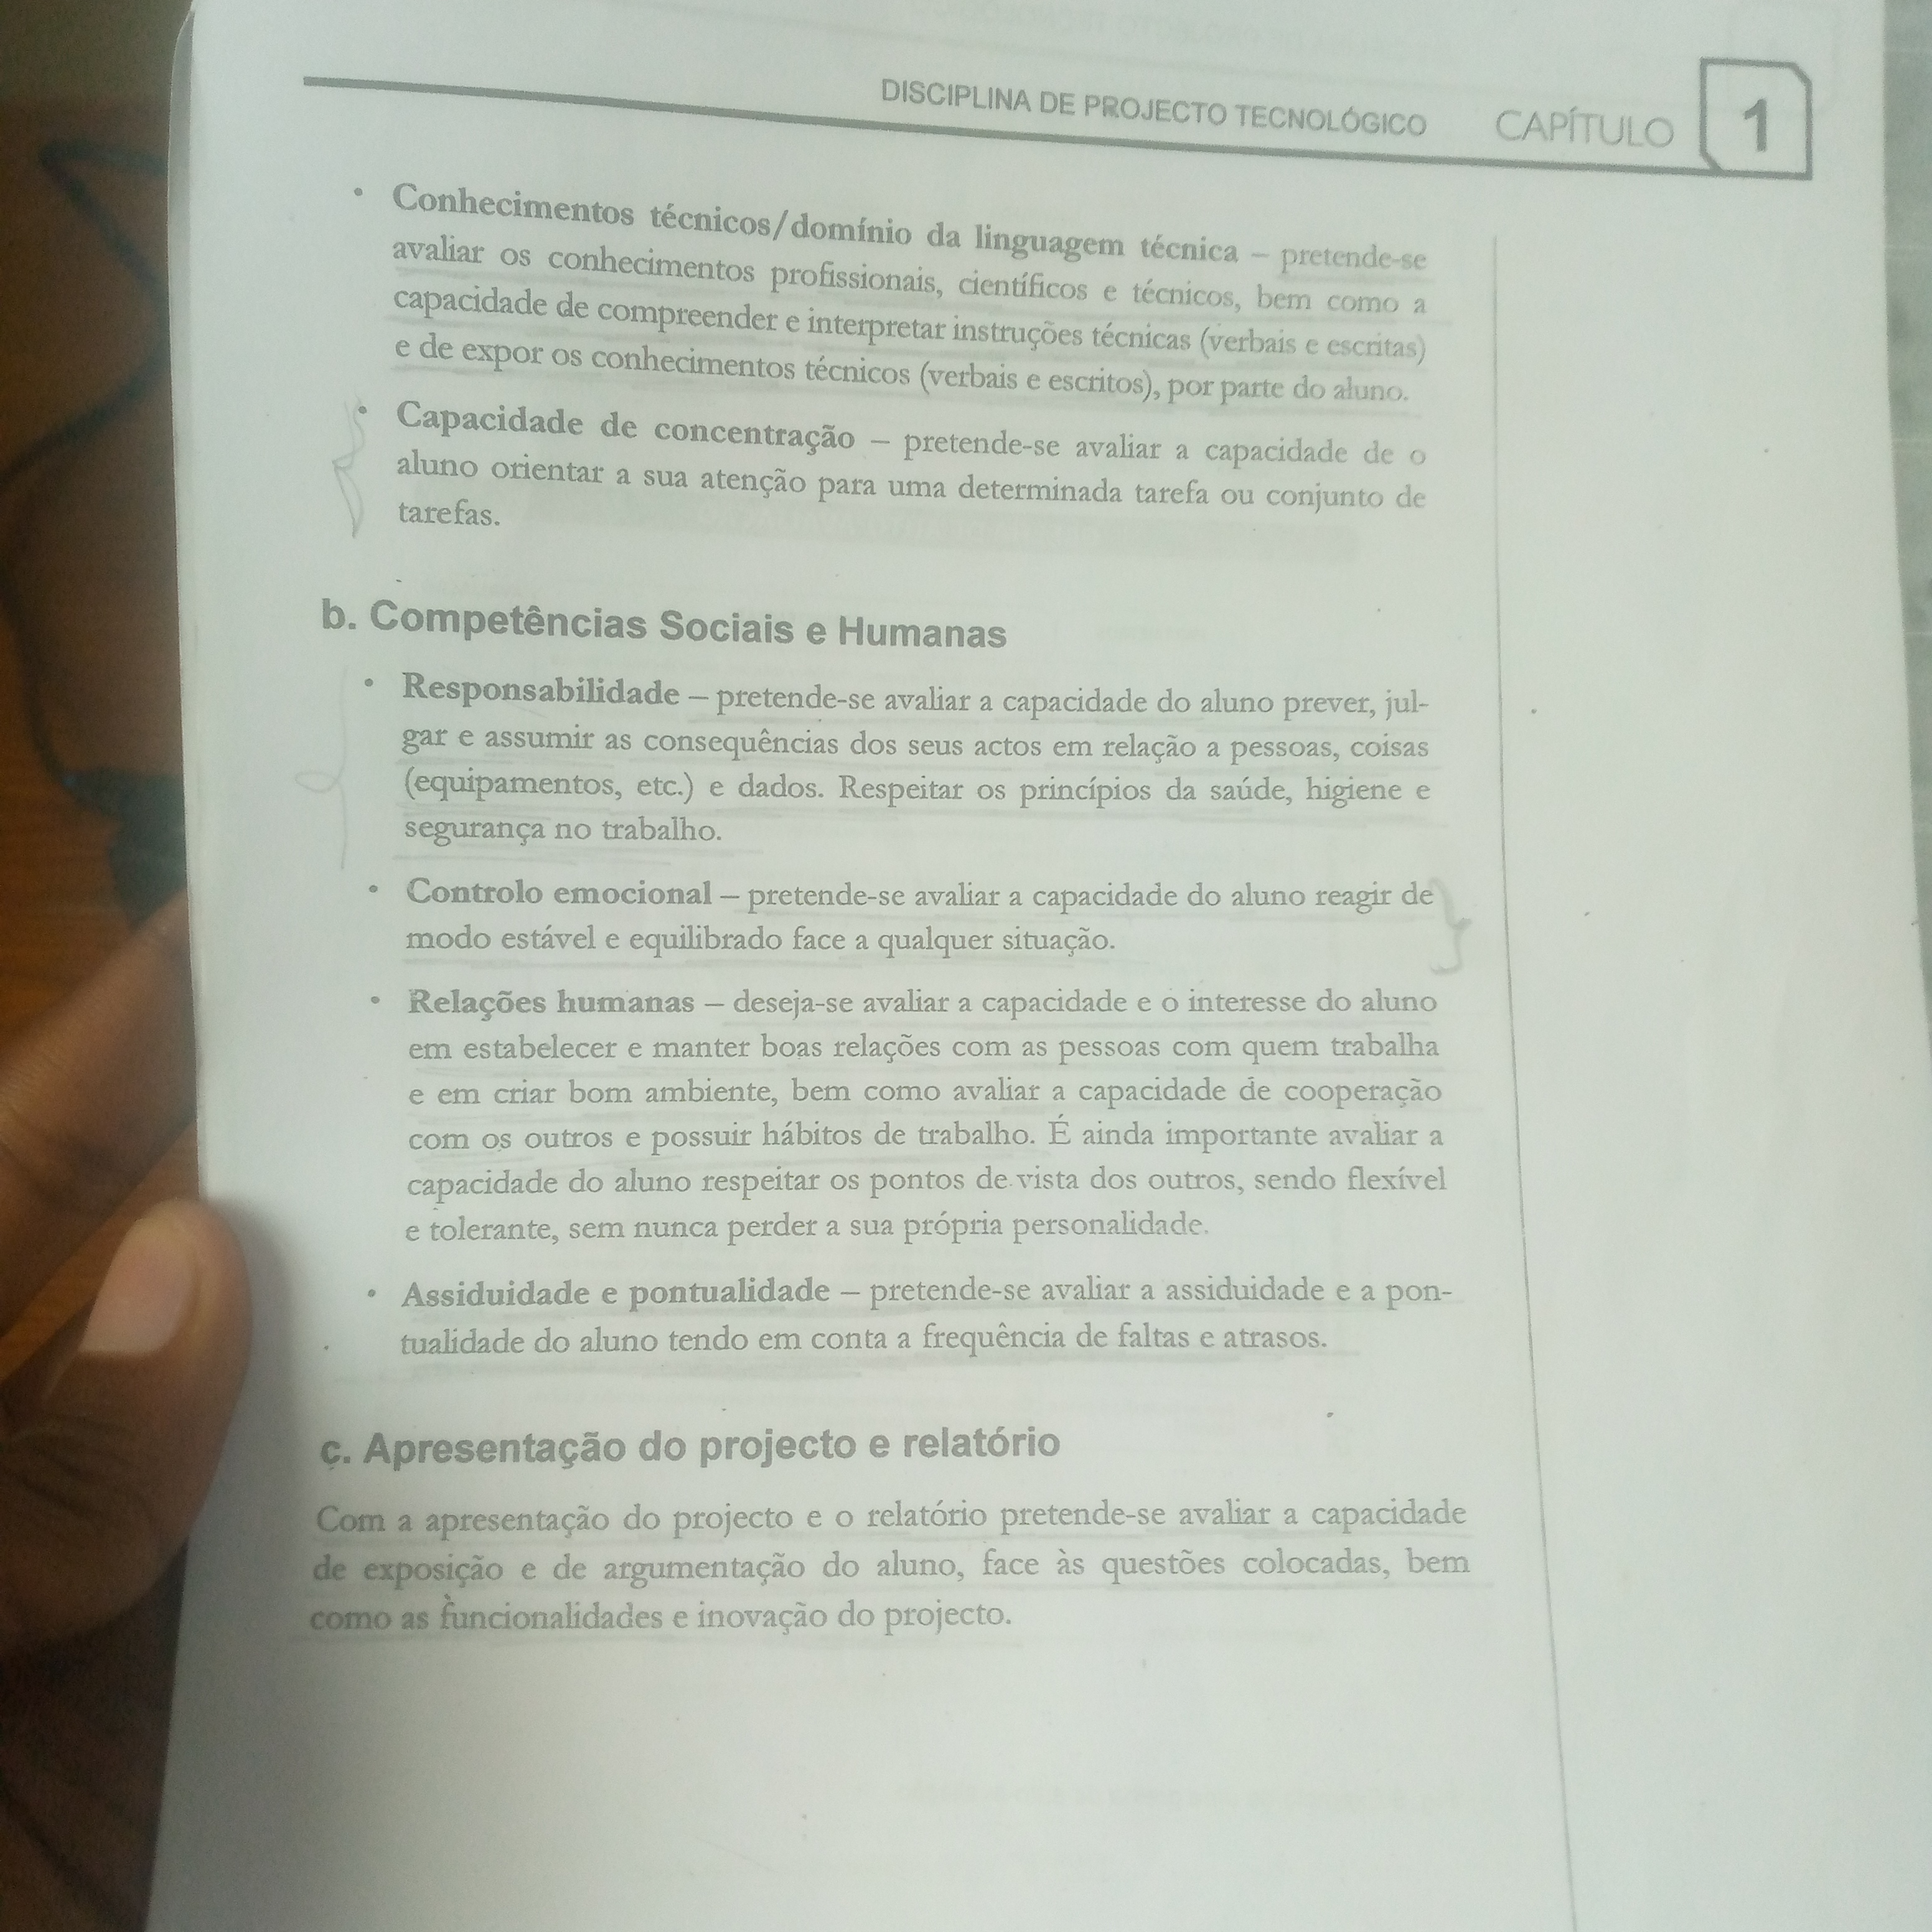 DISCIPLINA DE PROJECTO TECNOLÓGICO CAPÍTULO 1
• Conhecimentos técnicos/domínio da linguagem técnica – pretende-se
avaliar os conhecimentos profissionais, científicos e técnicos, bem como a
capacidade de compreender e interpretar instruções técnicas (verbais e escritas)
e de expor os conhecimentos técnicos (verbais e escritos), por parte do aluno.
• Capacidade de concentração – pretende-se avaliar a capacidade de o
aluno orientar a sua atenção para uma determinada tarefa ou conjunto de
tarefas.
b. Competências Sociais e Humanas
• Responsabilidade – pretende-se avaliar a capacidade do aluno prever, jul-
gar e assumir as consequências dos seus actos em relação a pessoas, coisas
(equipamentos, etc.) e dados. Respeitar os princípios da saúde, higiene e
segurança no trabalho.
• Controlo emocional – pretende-se avaliar a capacidade do aluno reagir de
modo estável e equilibrado face a qualquer situação.
• Relações humanas – deseja-se avaliar a capacidade e o interesse do aluno
em estabelecer e manter boas relações com as pessoas com quem trabalha
e em criar bom ambiente, bem como avaliar a capacidade de cooperação
com os outros e possuir hábitos de trabalho. É ainda importante avaliar a
capacidade do aluno respeitar os pontos de vista dos outros, sendo flexível
e tolerante, sem nunca perder a sua própria personalidade.
• Assiduidade e pontualidade – pretende-se avaliar a assiduidade e a pon-
tualidade do aluno tendo em conta a frequência de faltas e atrasos.
c. Apresentação do projecto e relatório
Com a apresentação do projecto e o relatório pretende-se avaliar a capacidade
de exposição e de argumentação do aluno, face às questões colocadas, bem
como as funcionalidades e inovação do projecto.